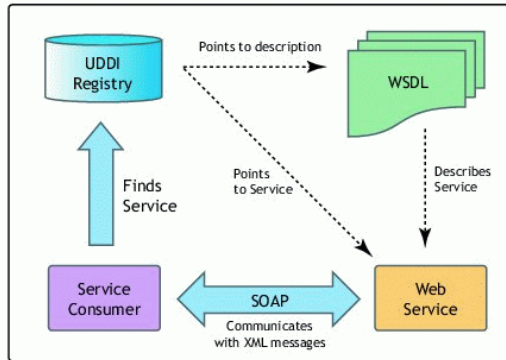 UDDI
Registry
Points to description
WSDL
Finds
Service
Points
to Service
Describes
Service
Service
Consumer
SOAP
Communicates
with XML messages
Web
Service